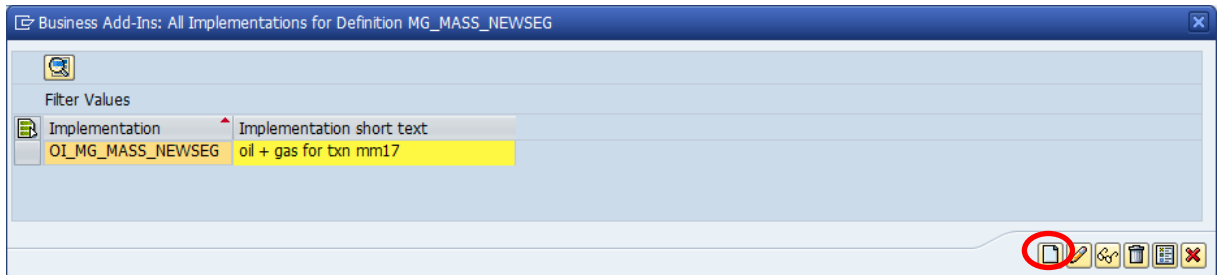 Business Add-Ins: All Implementations for Definition MG_MASS_NEWSEG
Filter Values
Implementation Implementation short text
OI_MG_MASS_NEWSEG oil + gas for txn mm17